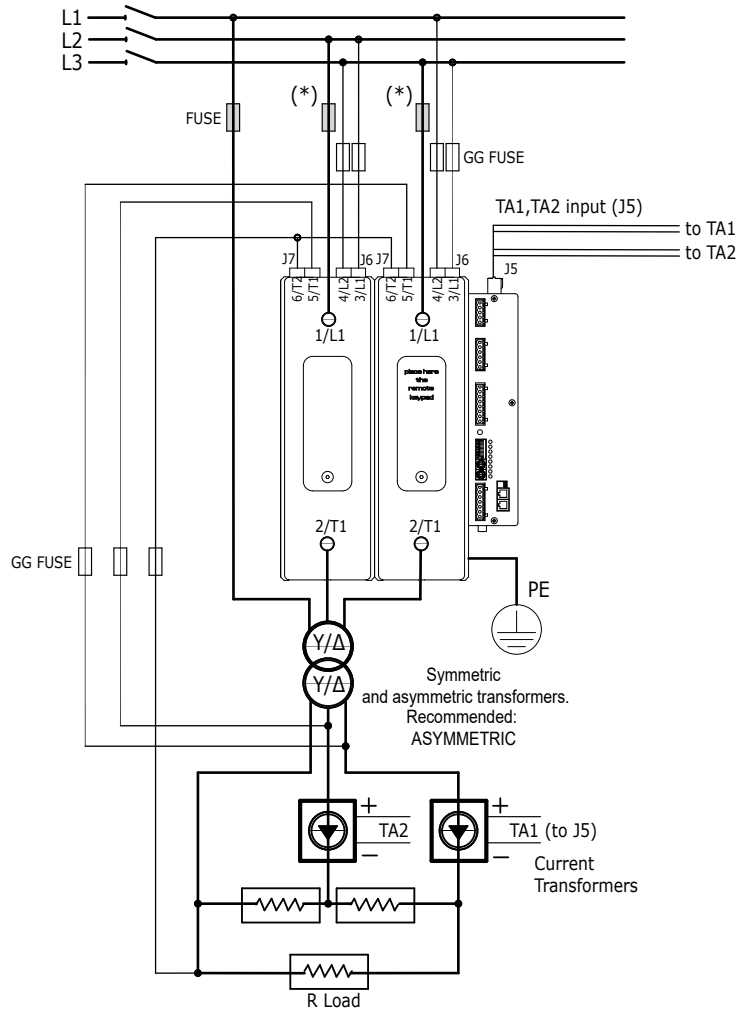 L1
L2
L3
(*)
(*)
FUSE
GG FUSE
TA1,TA2 input (J5)
to TA1
to TA2
J7
J6
J7
J6
J5
6/T2
5/T1
4/L2
3/L1
6/T2
5/T1
4/L2
3/L1
1/L1
1/L1
place here
the
remote
keypad
2/T1
2/T1
GG FUSE
PE
Y/Δ
Y/Δ
Symmetric
and asymmetric transformers.
Recommended:
ASYMMETRIC
+
TA2
−
+
TA1 (to J5)
−
Current
Transformers
R Load